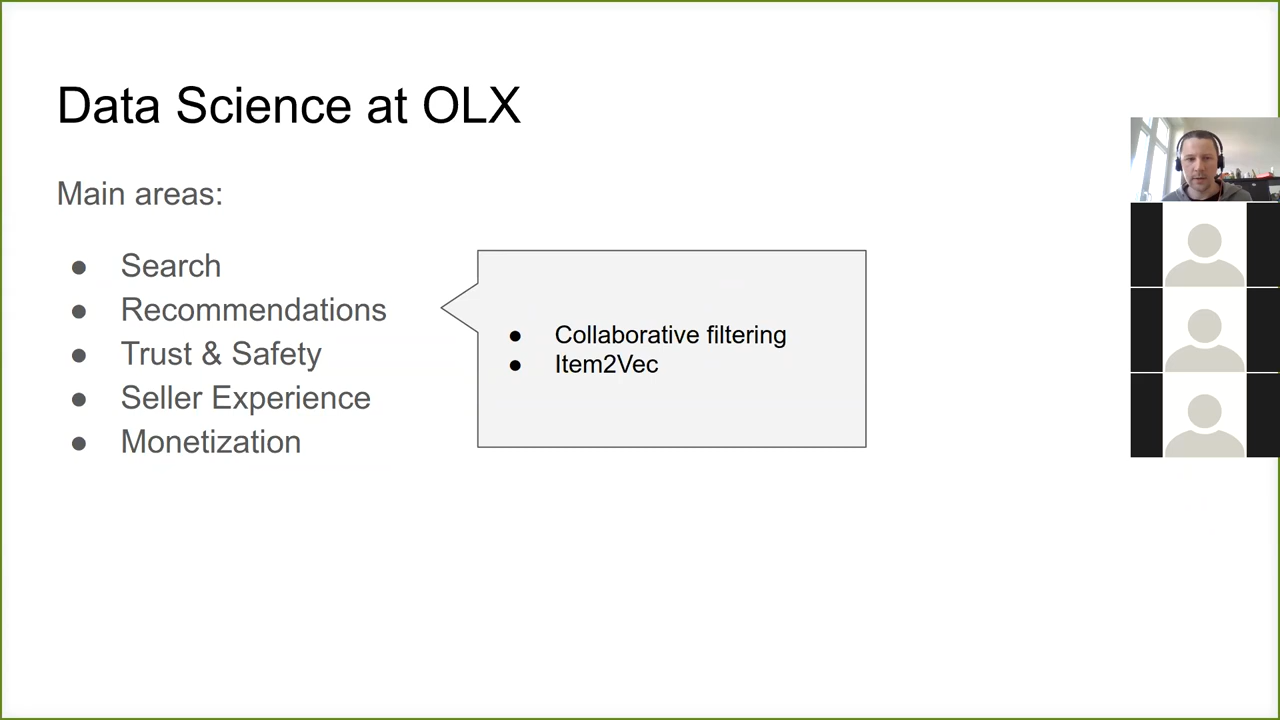 Data Science at OLX
Main areas:
● Search
● Recommendations
● Trust & Safety
● Seller Experience
● Monetization
● Collaborative filtering
● Item2Vec